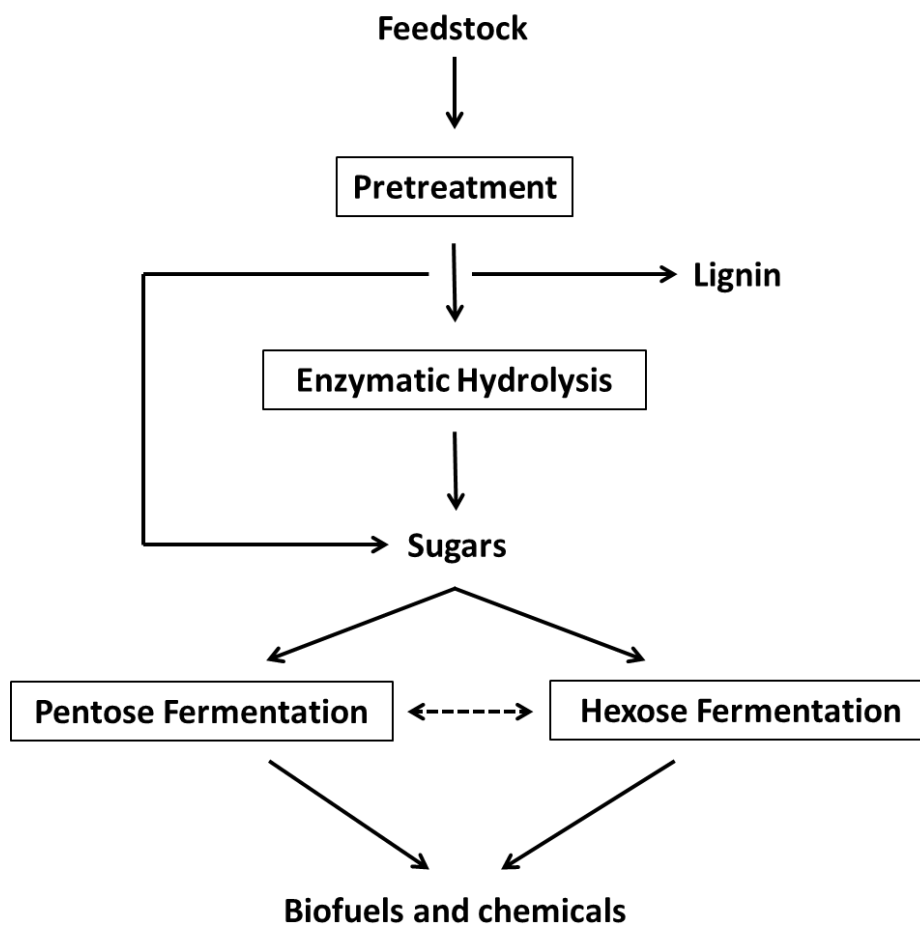 Feedstock
Pretreatment
Lignin
Enzymatic Hydrolysis
Sugars
Pentose Fermentation
Hexose Fermentation
Biofuels and chemicals